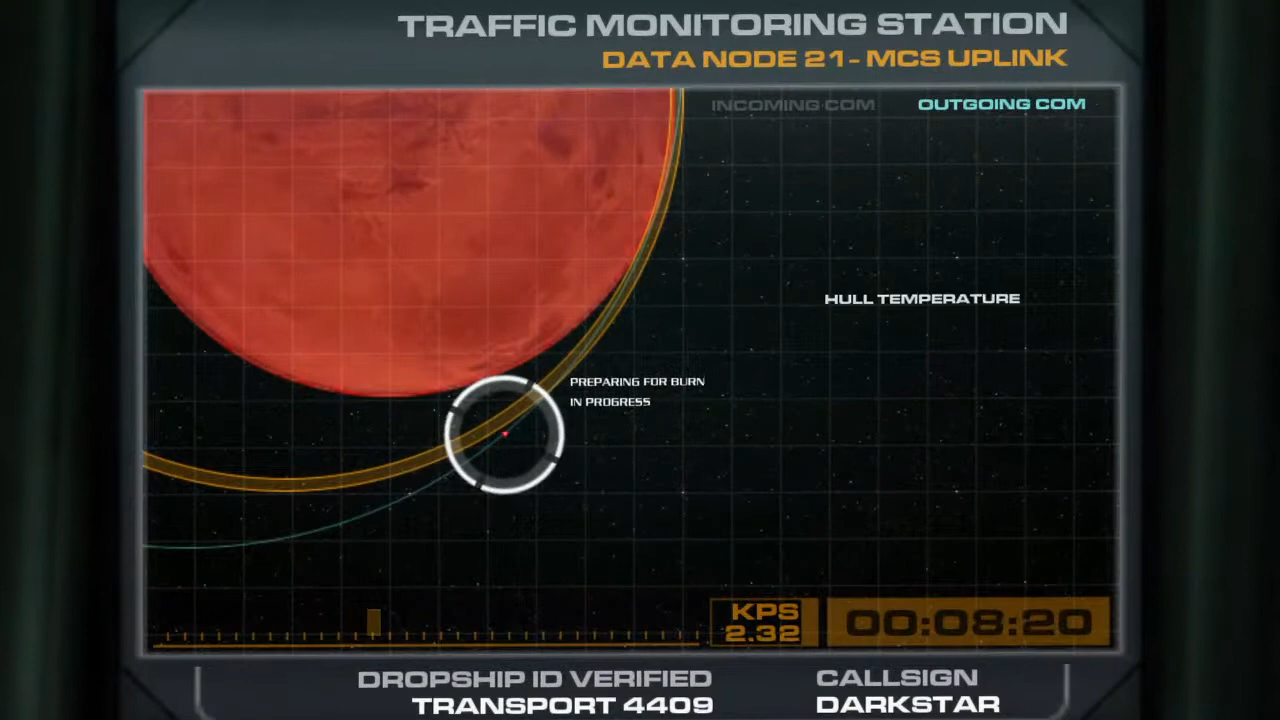 TRAFFIC MONITORING STATION
DATA NODE 21- MCS UPLINK
INCOMING COM
OUTGOING COM
HULL TEMPERATURE
PREPARING FOR BURN
IN PROGRESS
KPS
2.32
00:08:20
DROPSHIP ID VERIFIED
TRANSPORT 4409
CALLSIGN
DARKSTAR